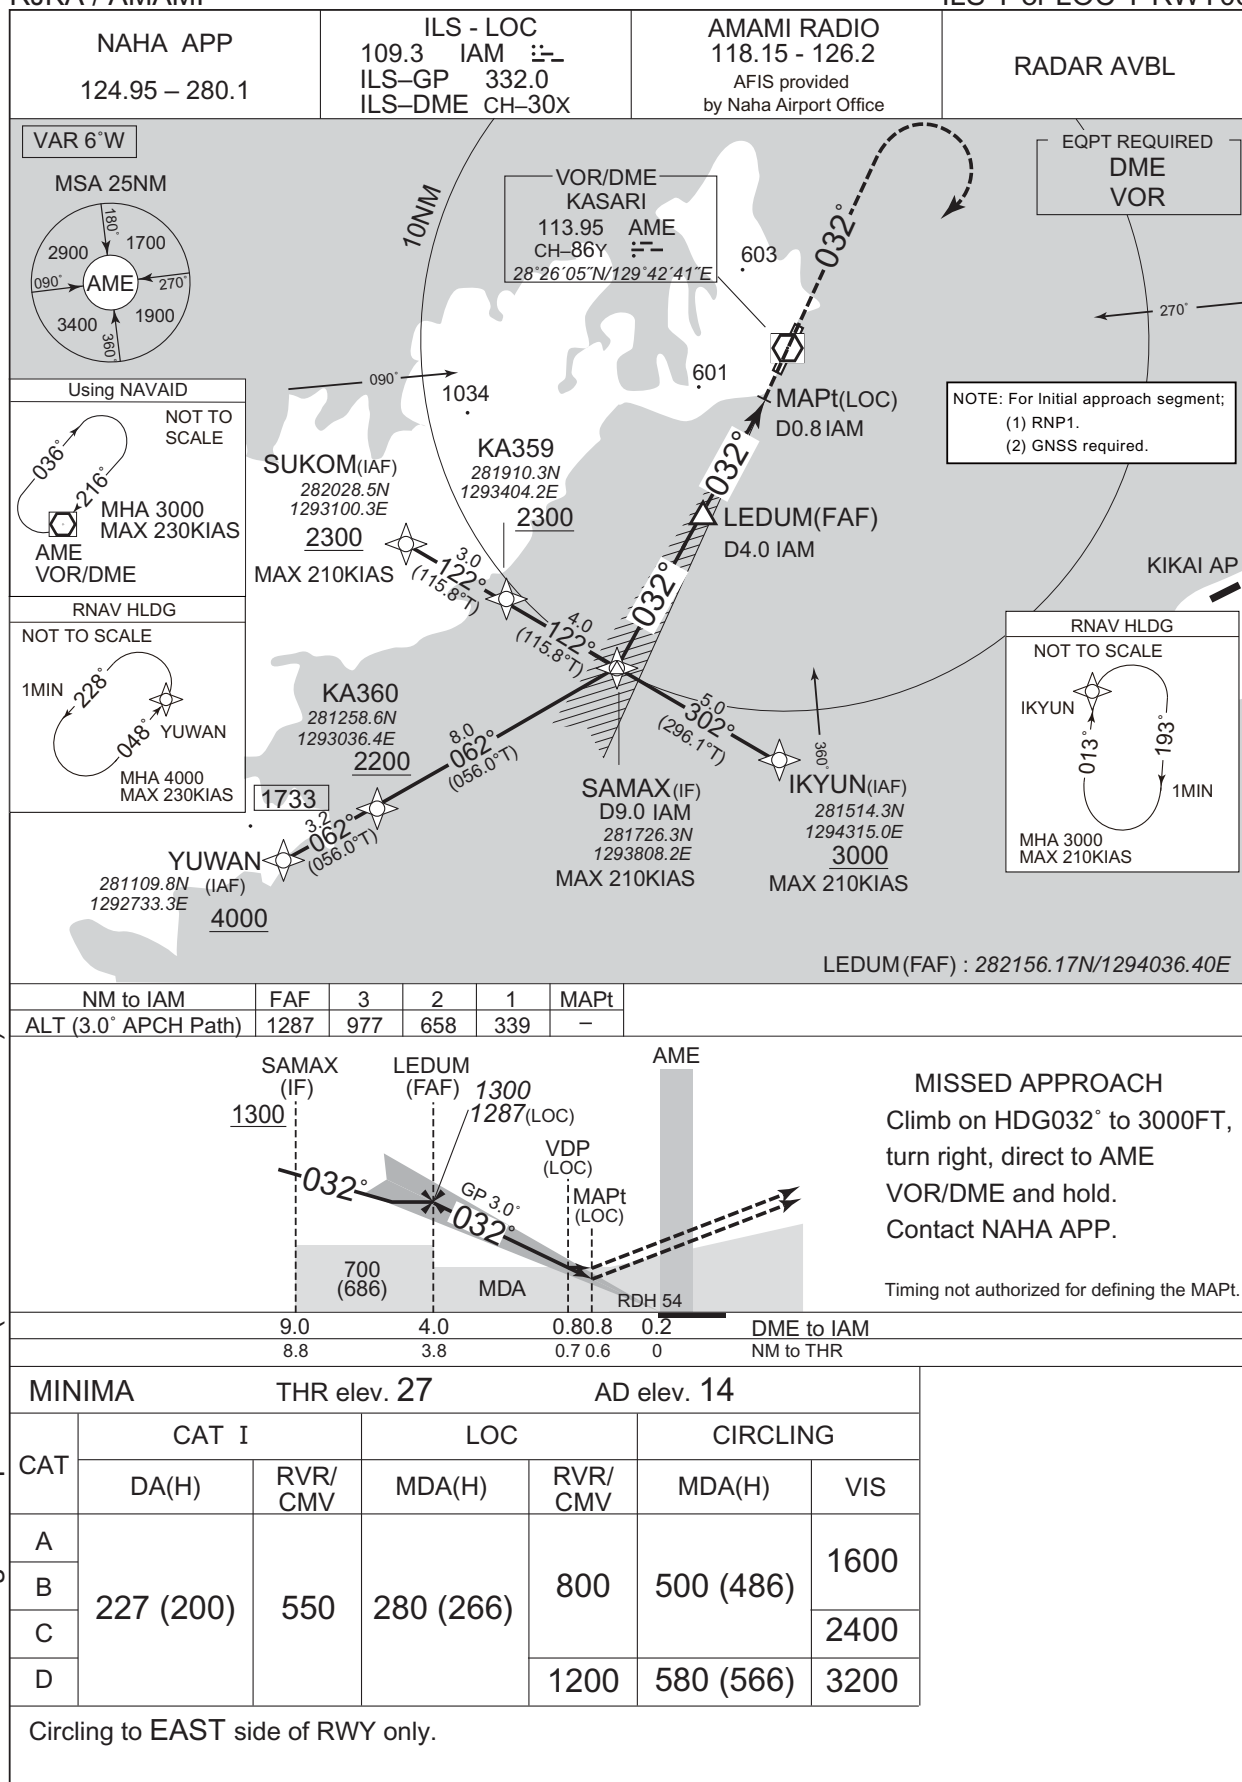 RJKA / AMAMI
NAHA APP
124.95 – 280.1
ILS - LOC
109.3 IAM
ILS–GP 332.0
ILS–DME CH–30X
AMAMI RADIO
118.15 - 126.2
AFIS provided
by Naha Airport Office
RADAR AVBL
VAR 6°W
MSA 25NM
180°
2900
1700
090°
AME
270°
3400
1900
360°
10NM
VOR/DME
KASARI
113.95 AME
CH–86Y
28°26´05˝N/129°42´41˝E
603
032°
EQPT REQUIRED
DME
VOR
270°
Using NAVAID
NOT TO
SCALE
036°
216°
MHA 3000
MAX 230KIAS
AME
VOR/DME
090°
1034
601
MAPt(LOC)
D0.8 IAM
NOTE: For Initial approach segment;
(1) RNP1.
(2) GNSS required.
SUKOM(IAF)
282028.5N
1293100.3E
2300
MAX 210KIAS
KA359
281910.3N
1293404.2E
2300
032°
LEDUM(FAF)
D4.0 IAM
3.0
122°
(115.8°T)
4.0
122°
(115.8°T)
032°
KIKAI AP
RNAV HLDG
NOT TO SCALE
1MIN
228°
048°
YUWAN
MHA 4000
MAX 230KIAS
RNAV HLDG
NOT TO SCALE
IKYUN
013°
193°
1MIN
MHA 3000
MAX 210KIAS
KA360
281258.6N
1293036.4E
2200
8.0
062°
(056.0°T)
5.0
302°
(296.1°T)
360°
1733
3.2
062°
(056.0°T)
SAMAX(IF)
D9.0 IAM
281726.3N
1293808.2E
MAX 210KIAS
IKYUN(IAF)
281514.3N
1294315.0E
3000
MAX 210KIAS
YUWAN
(IAF)
281109.8N
1292733.3E
4000
LEDUM(FAF) : 282156.17N/1294036.40E
NM to IAM FAF 3 2 1 MAPt
ALT (3.0° APCH Path) 1287 977 658 339 –
SAMAX
(IF)
1300
LEDUM
(FAF)
1300
1287(LOC)
AME
VDP
(LOC)
MAPt
(LOC)
032°
GP 3.0°
032°
700
(686)
MDA
RDH 54
MISSED APPROACH
Climb on HDG032° to 3000FT,
turn right, direct to AME
VOR/DME and hold.
Contact NAHA APP.
Timing not authorized for defining the MAPt.
9.0 4.0 0.8 0.8 0.2 DME to IAM
8.8 3.8 0.7 0.6 0 NM to THR
MINIMA THR elev. 27 AD elev. 14
CAT CAT I LOC CIRCLING
DA(H) RVR/CMV MDA(H) RVR/CMV MDA(H) VIS
A
B
C
D
227 (200) 550 280 (266) 800 500 (486) 1600
2400
1200 580 (566) 3200
Circling to EAST side of RWY only.